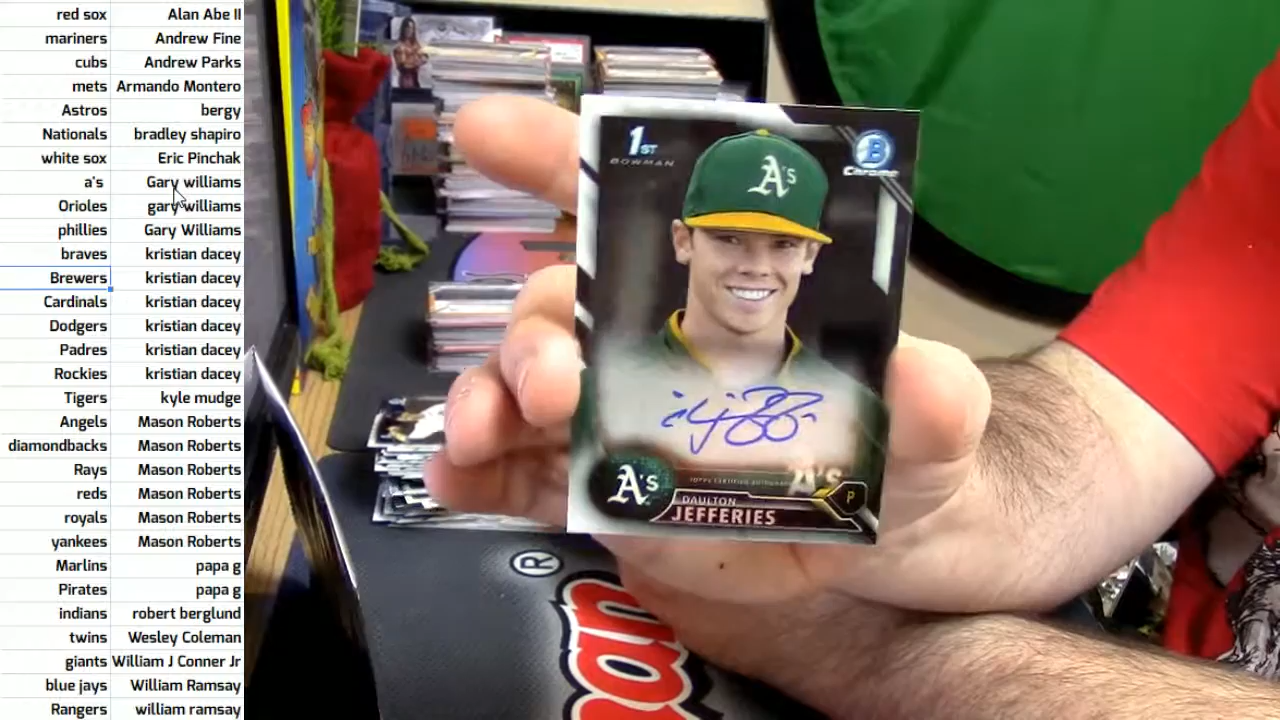 red sox Alan Abe II
mariners Andrew Fine
cubs Andrew Parks
mets Armando Montero
Astros bergy
Nationals bradley shapiro
white sox Eric Pinchak
a's Gary williams
Orioles gary williams
phillies Gary Williams
braves kristian dacey
Brewers kristian dacey
Cardinals kristian dacey
Dodgers kristian dacey
Padres kristian dacey
Rockies kristian dacey
Tigers kyle mudge
Angels Mason Roberts
diamondbacks Mason Roberts
Rays Mason Roberts
reds Mason Roberts
royals Mason Roberts
yankees Mason Roberts
Marlins papa g
Pirates papa g
indians robert berglund
twins Wesley Coleman
giants William J Conner Jr
blue jays William Ramsay
Rangers william ramsay
1ST
BOWMAN
B
Chrome
A's
TOPPS CERTIFIED AUTOGRAPH
A's
A's
P
DAULTON
JEFFERIES
®